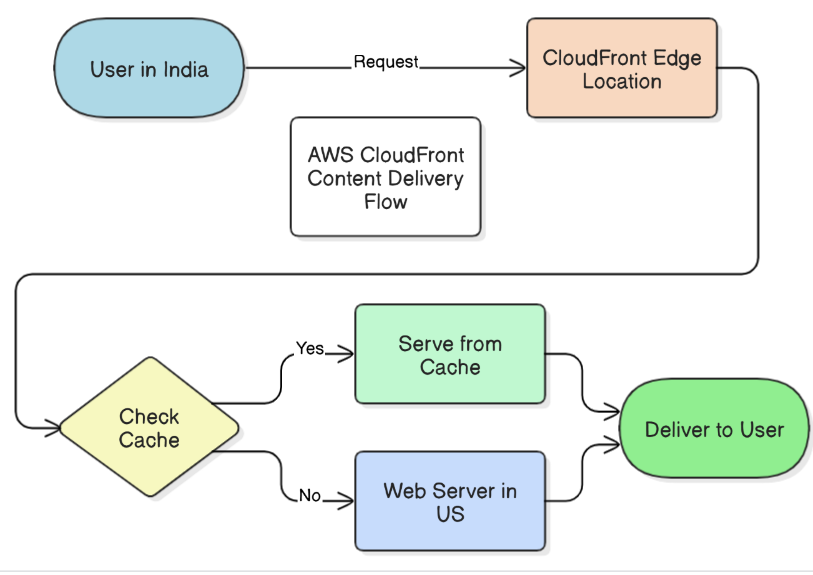 User in India
Request
CloudFront Edge
Location
AWS CloudFront
Content Delivery
Flow
Check
Cache
Yes
Serve from
Cache
No
Web Server in
US
Deliver to User